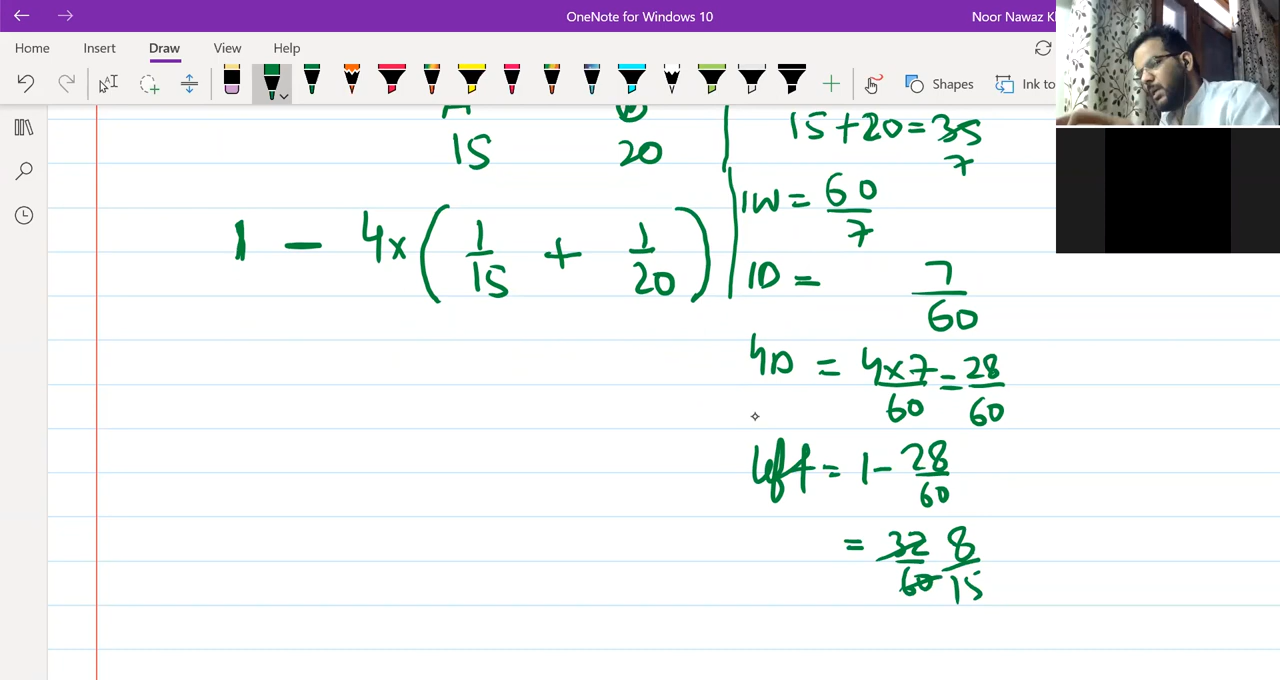 OneNote for Windows 10
Noor Nawaz Kh
Home Insert Draw View Help
Shapes Ink to
A B
15 20
1 - 4x ( 1/15 + 1/20 )
15+20=35
7
1W = 60/7
1D = 7/60
4D = 4x7/60 = 28/60
left = 1 - 28/60
= 32/60 8/15